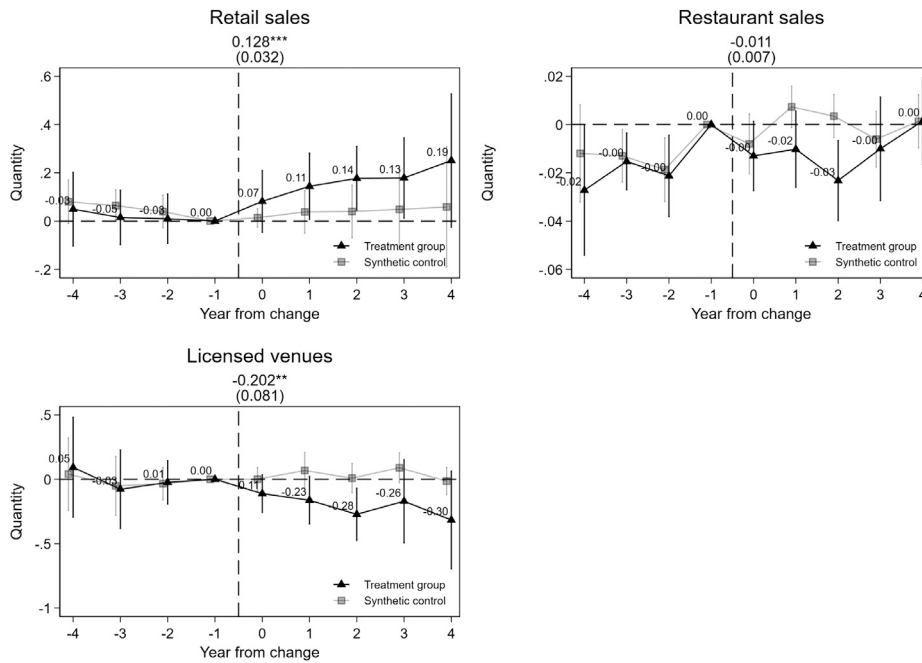 Retail sales
0.128***
(0.032)
Quantity
.6
.4
.2
0
-.2
-0.03
-0.05
-0.03
0.00
0.07
0.11
0.14
0.13
0.19
Treatment group
Synthetic control
-4 -3 -2 -1 0 1 2 3 4
Year from change
Restaurant sales
-0.011
(0.007)
Quantity
.02
0
-.02
-.04
-.06
-0.02
-0.00
-0.00
0.00
-0.02
-0.03
-0.00
0.00
Treatment group
Synthetic control
-4 -3 -2 -1 0 1 2 3 4
Year from change
Licensed venues
-0.202**
(0.081)
Quantity
.5
0
-.5
-1
0.05
-0.03
0.01
0.00
-0.23
-0.28
-0.26
-0.30
Treatment group
Synthetic control
-4 -3 -2 -1 0 1 2 3 4
Year from change